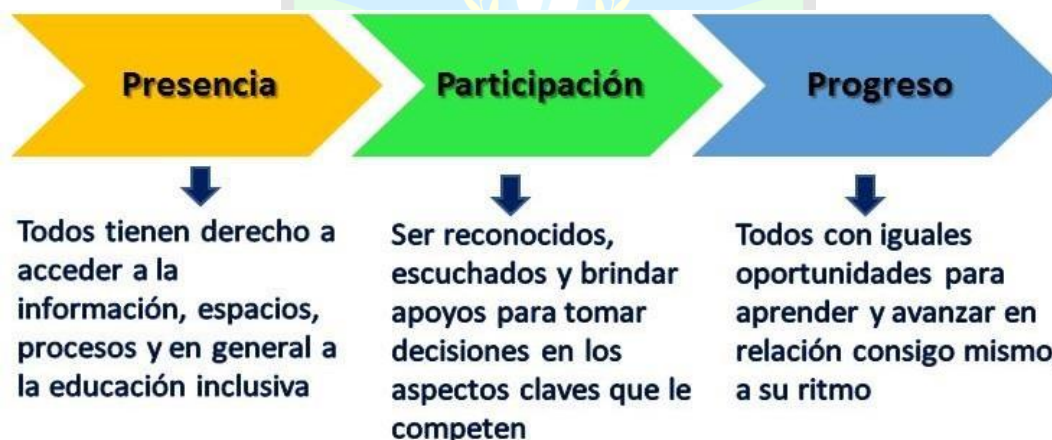 Presencia
Participación
Progreso
Todos tienen derecho a
acceder a la
información, espacios,
procesos y en general a
la educación inclusiva
Ser reconocidos,
escuchados y brindar
apoyos para tomar
decisiones en los
aspectos claves que le
competen
Todos con iguales
oportunidades para
aprender y avanzar en
relación consigo mismo
a su ritmo